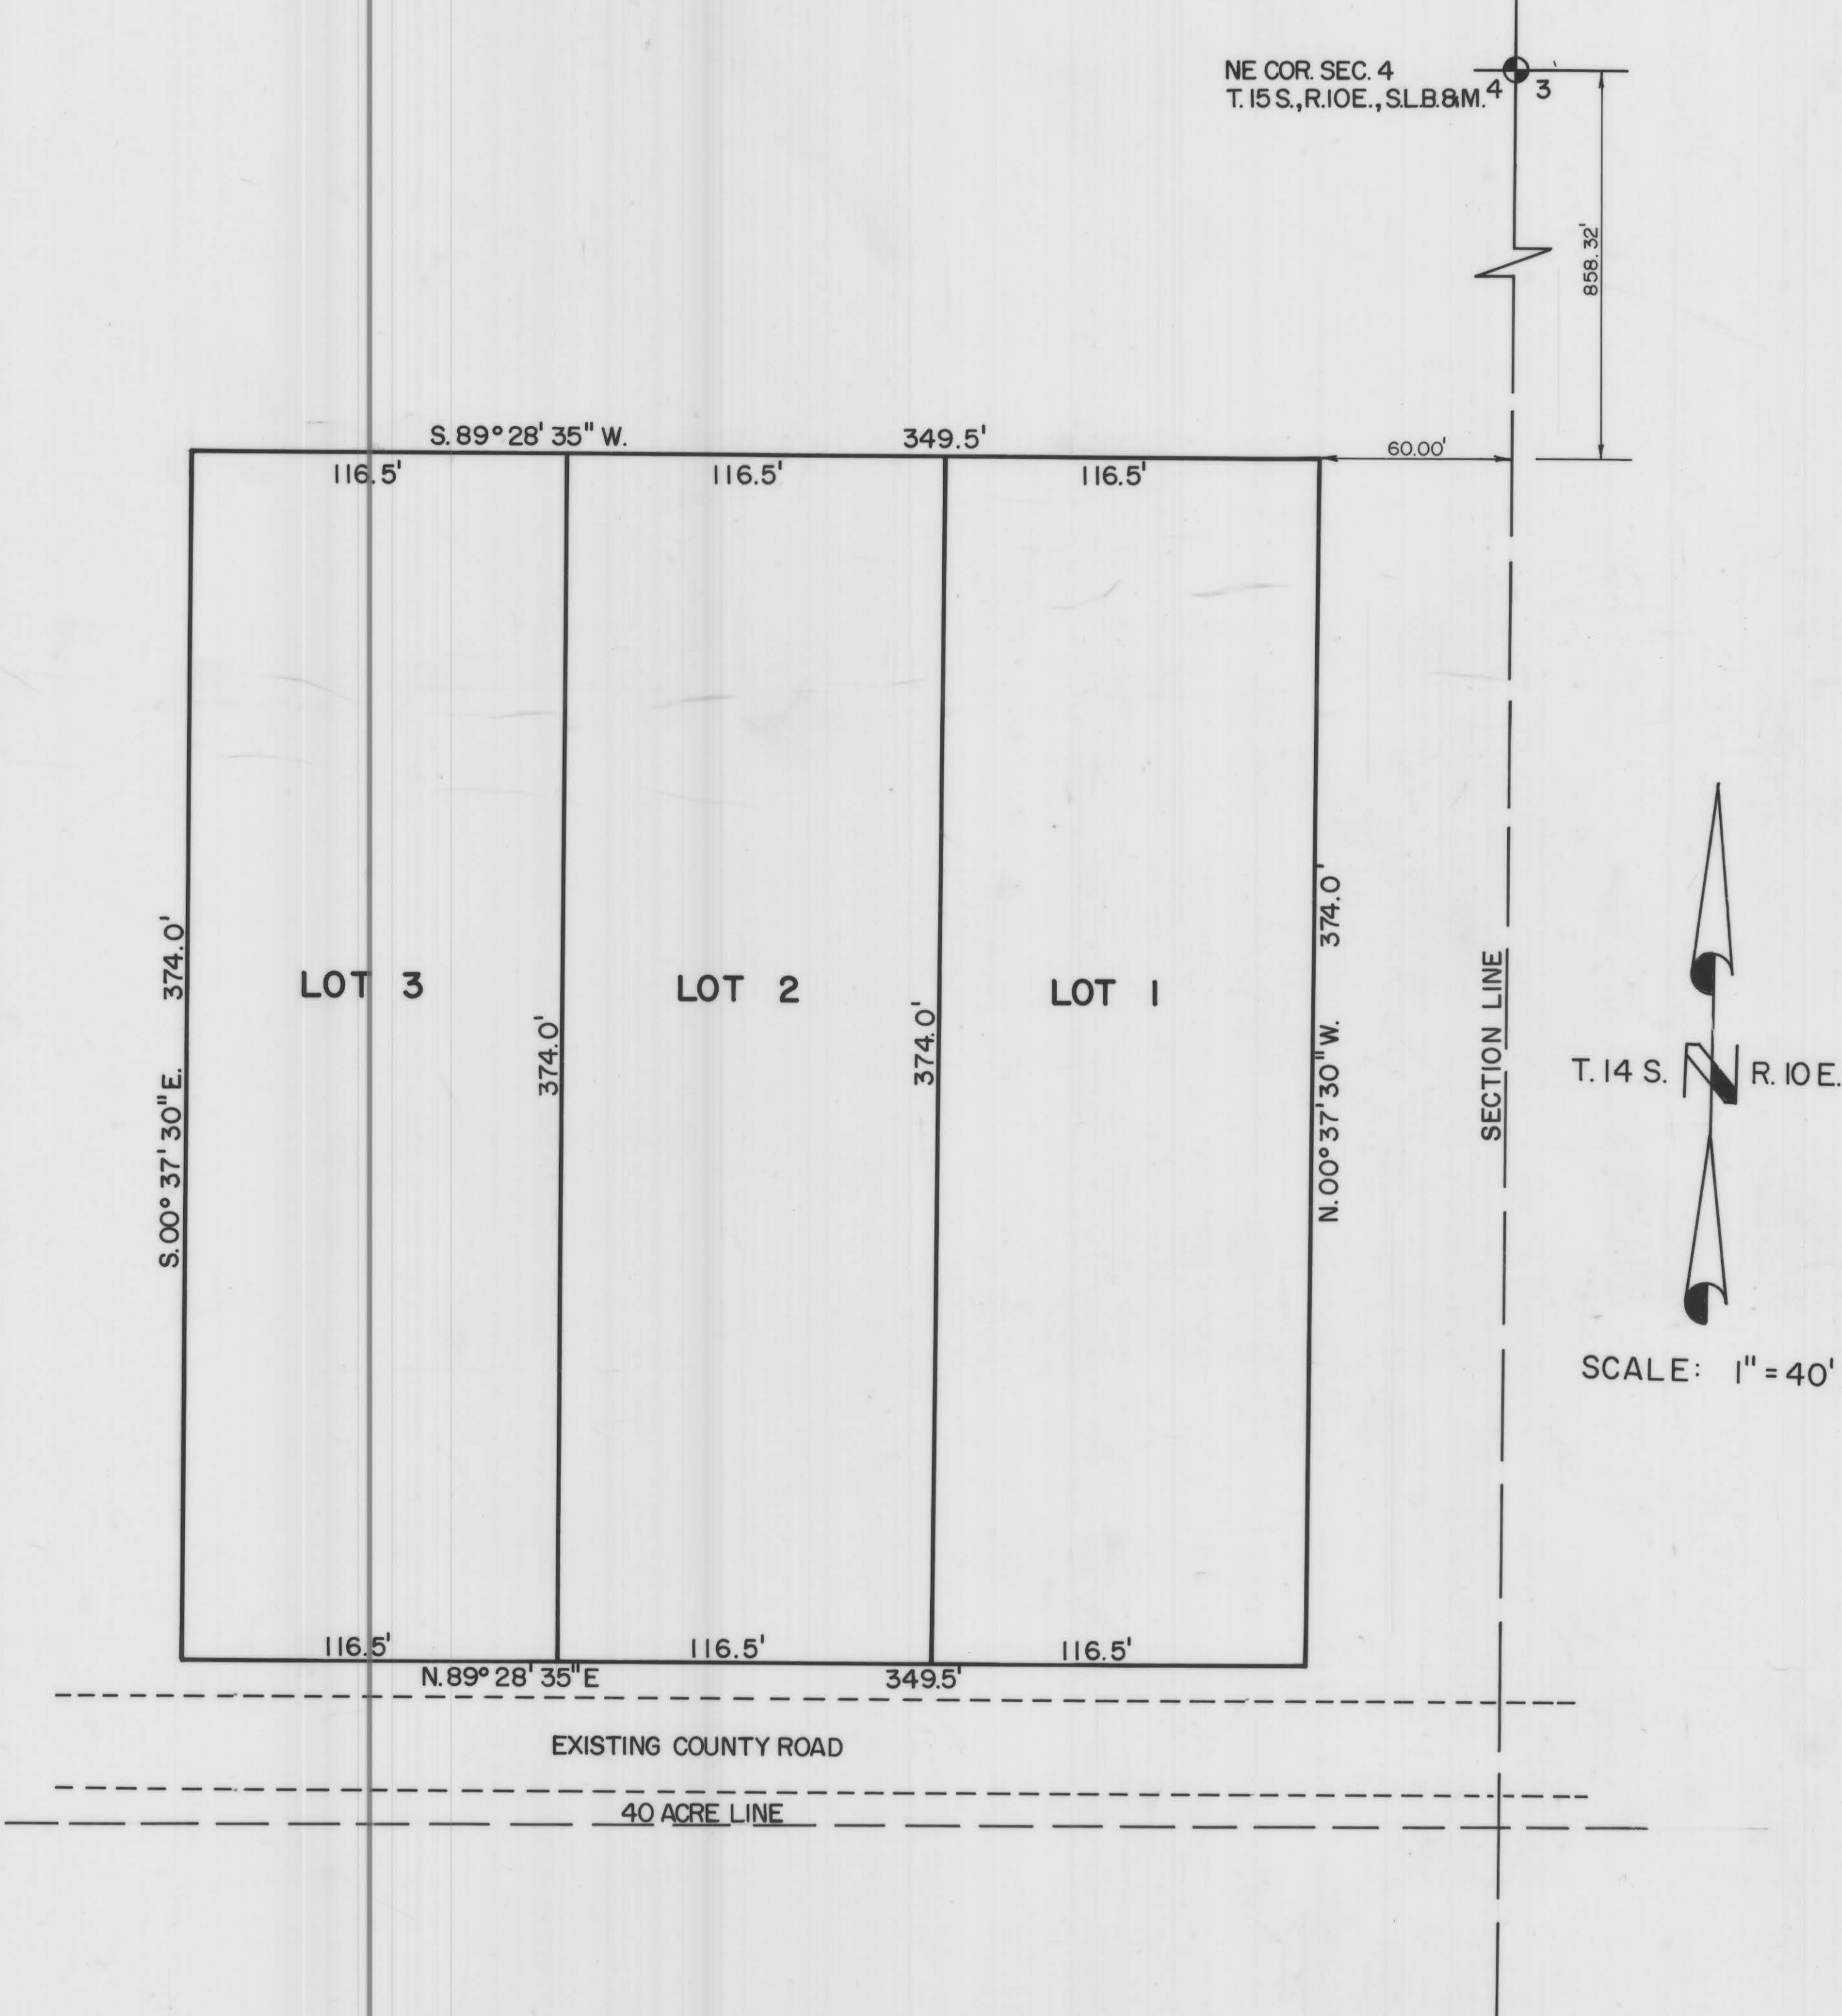 NE COR. SEC. 4
T. 15 S., R. 10 E., S.L.B. & M.
4 3
858.32'
S. 89° 28' 35" W. 349.5'
60.00'
116.5' 116.5' 116.5'
374.0'
S. 00° 37' 30" E.
LOT 3
374.0'
LOT 2
374.0'
LOT 1
374.0'
N. 00° 37' 30" W.
SECTION LINE
T. 14 S. N R. 10 E.
SCALE: 1" = 40'
116.5' 116.5' 116.5'
N. 89° 28' 35" E 349.5'
EXISTING COUNTY ROAD
40 ACRE LINE